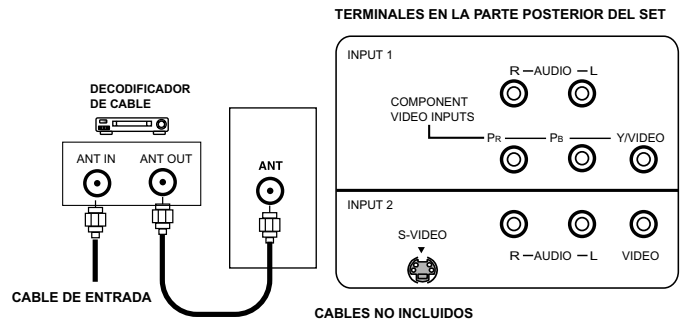 TERMINALES EN LA PARTE POSTERIOR DEL SET
DECODIFICADOR
DE CABLE
ANT IN ANT OUT
ANT
CABLE DE ENTRADA
INPUT 1
R AUDIO L
COMPONENT
VIDEO INPUTS
PR PB Y/VIDEO
INPUT 2
S-VIDEO
R AUDIO L VIDEO
CABLES NO INCLUIDOS